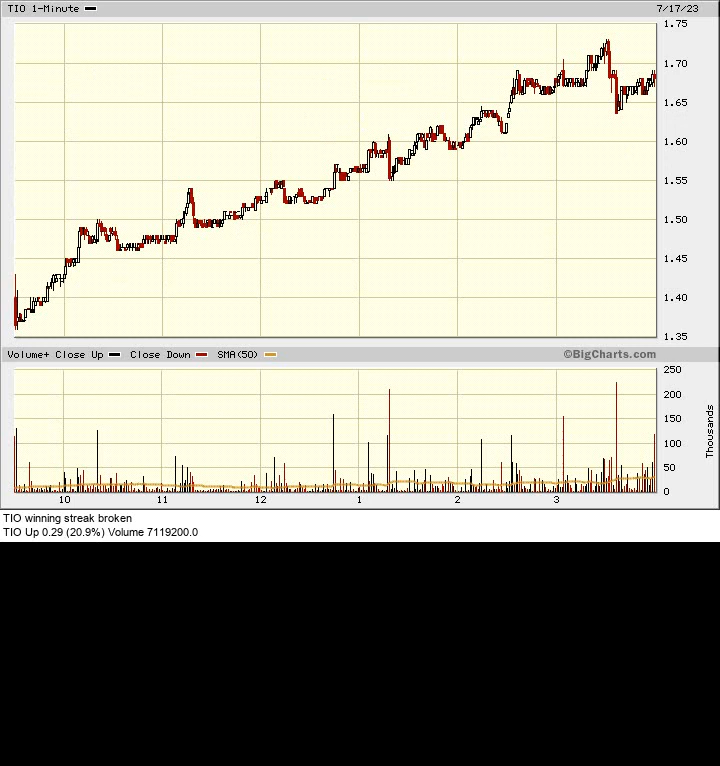 TIO 1-Minute 7/17/23
1.75
1.70
1.65
1.60
1.55
1.50
1.45
1.40
1.35
Volume+ Close Up Close Down SMA(50) ©BigCharts.com
250
200
150
100
50
0
Thousands
10 11 12 1 2 3
TIO winning streak broken
TIO Up 0.29 (20.9%) Volume 7119200.0